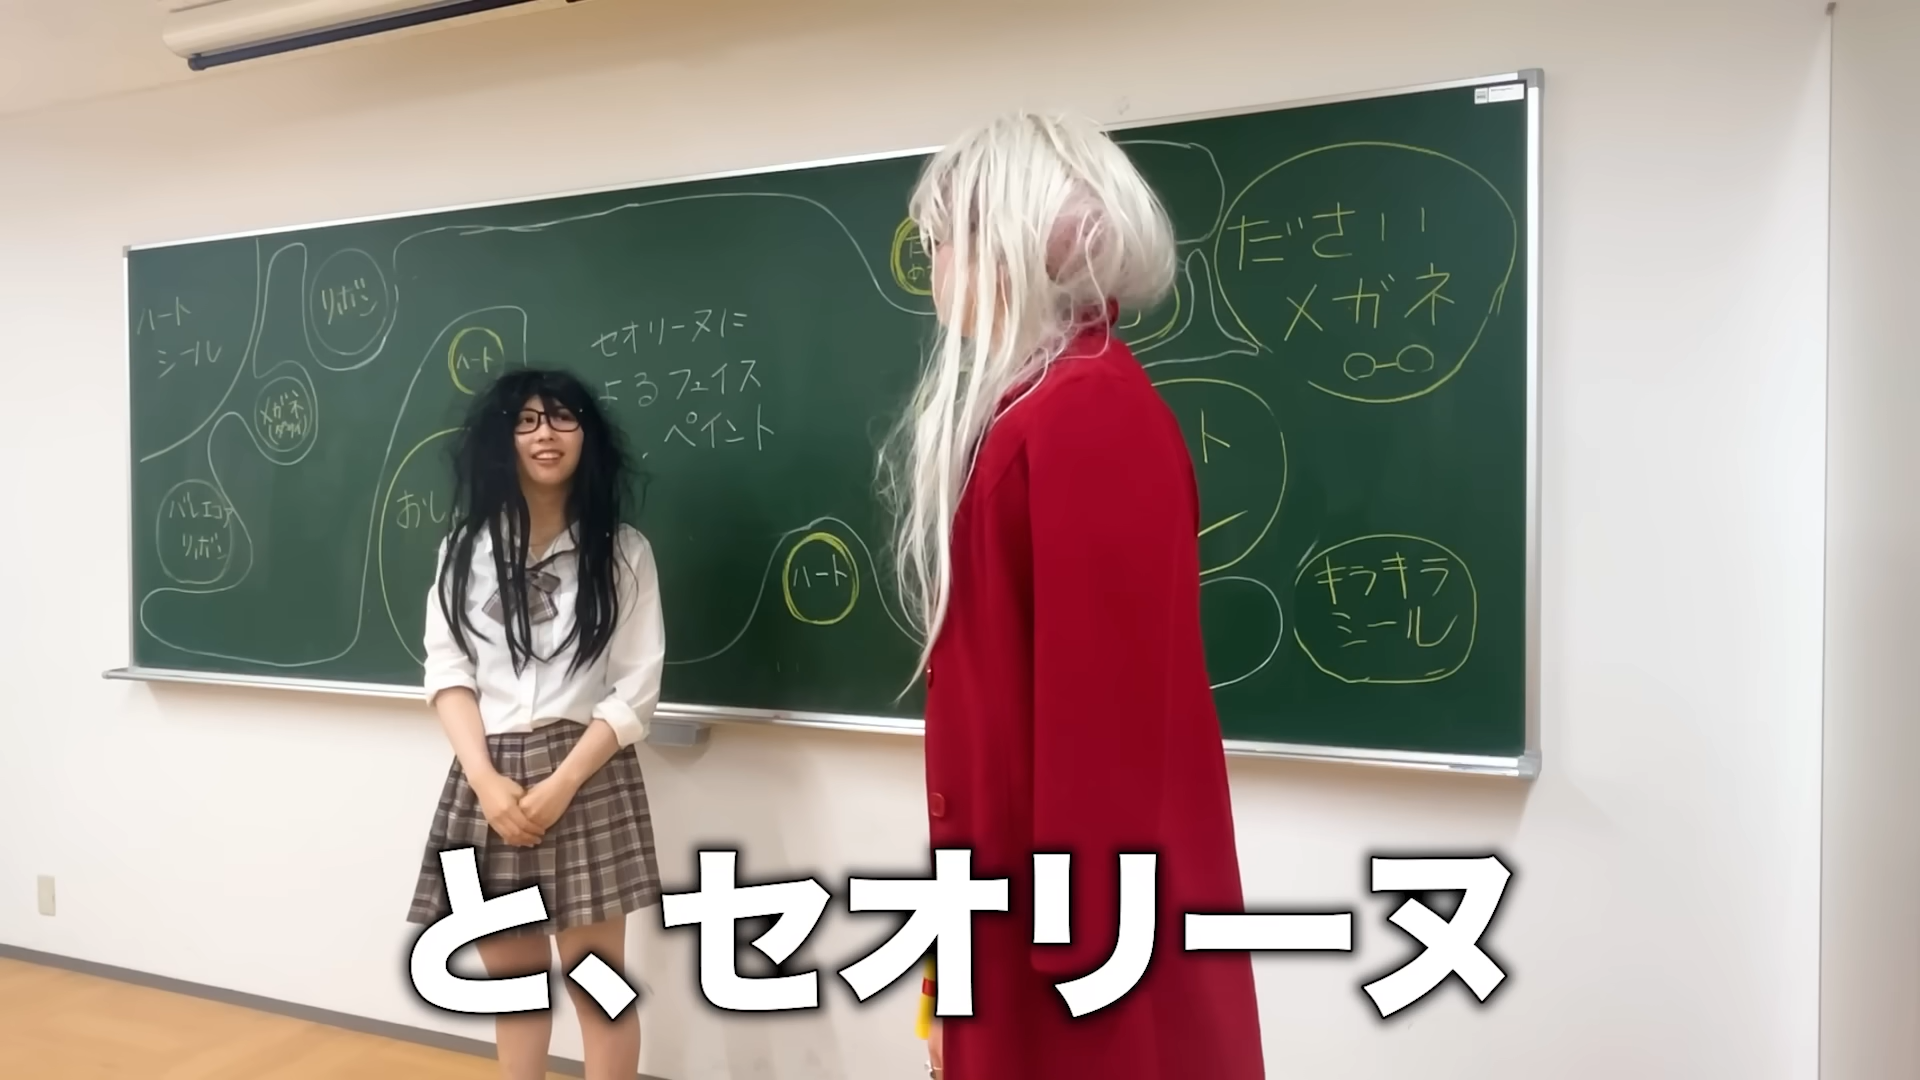 ハート
シール
リボン
メガネ
(ダサイ)
バレエコア
リボン
ハート
セオリーヌに
よるフェイス
ペイント
ハート
ださい
メガネ
キラキラ
シール
と、セオリーヌ